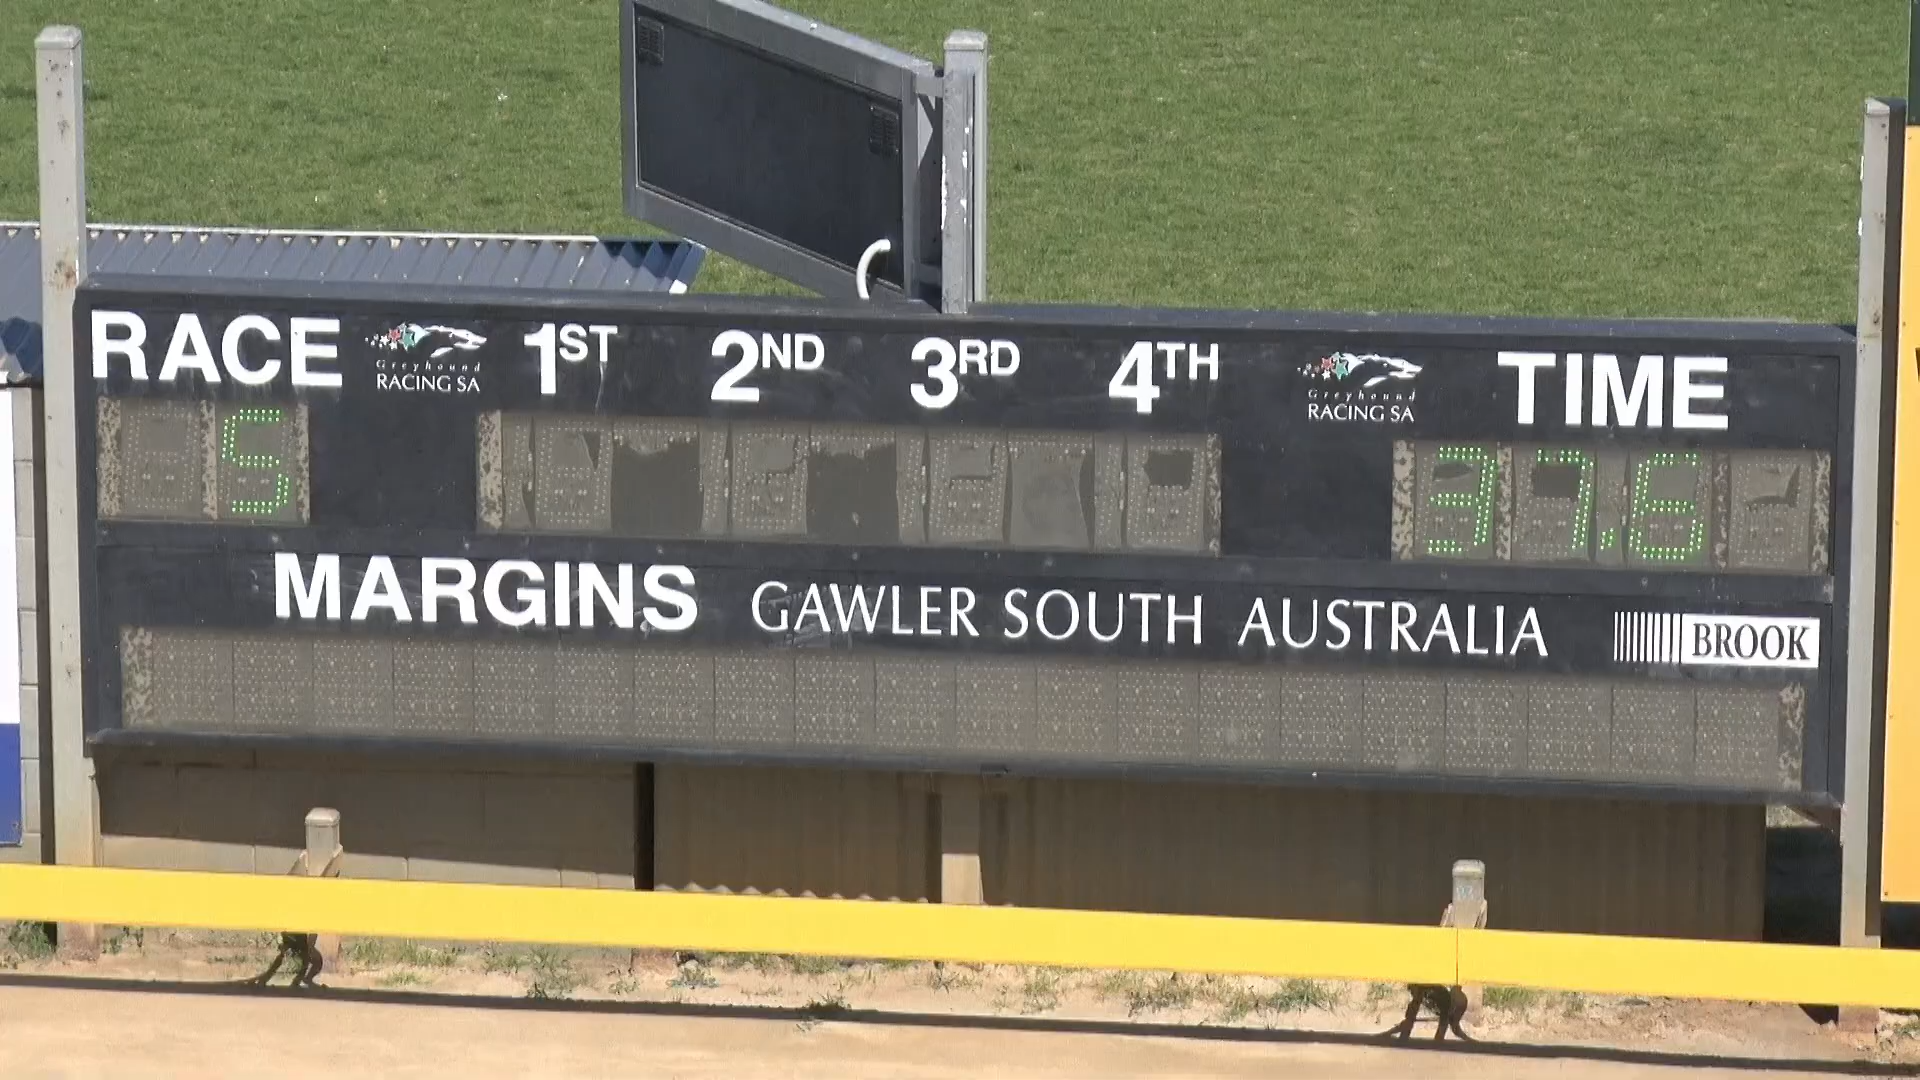 RACE Greyhound RACING SA 1ST 2ND 3RD 4TH Greyhound RACING SA TIME
5 37.6
MARGINS GAWLER SOUTH AUSTRALIA BROOK